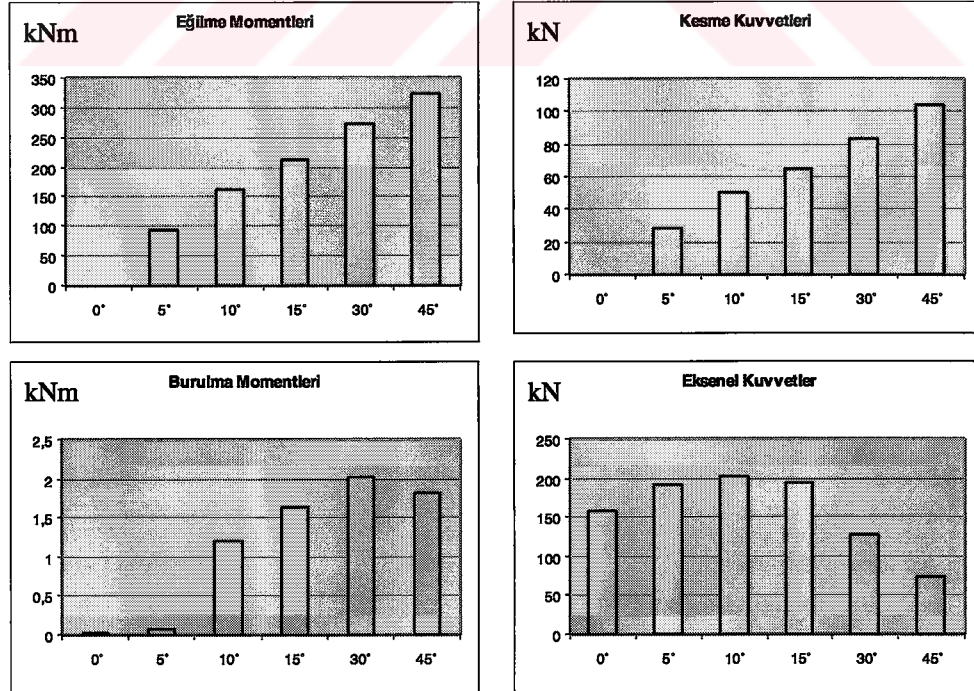 Eğilme Momentleri
kNm
350
300
250
200
150
100
50
0
0° 5° 10° 15° 30° 45°
Kesme Kuvvetleri
kN
120
100
80
60
40
20
0
0° 5° 10° 15° 30° 45°
Burulma Momentleri
kNm
2,5
2
1,5
1
0,5
0
0° 5° 10° 15° 30° 45°
Eksenel Kuvvetler
kN
250
200
150
100
50
0
0° 5° 10° 15° 30° 45°